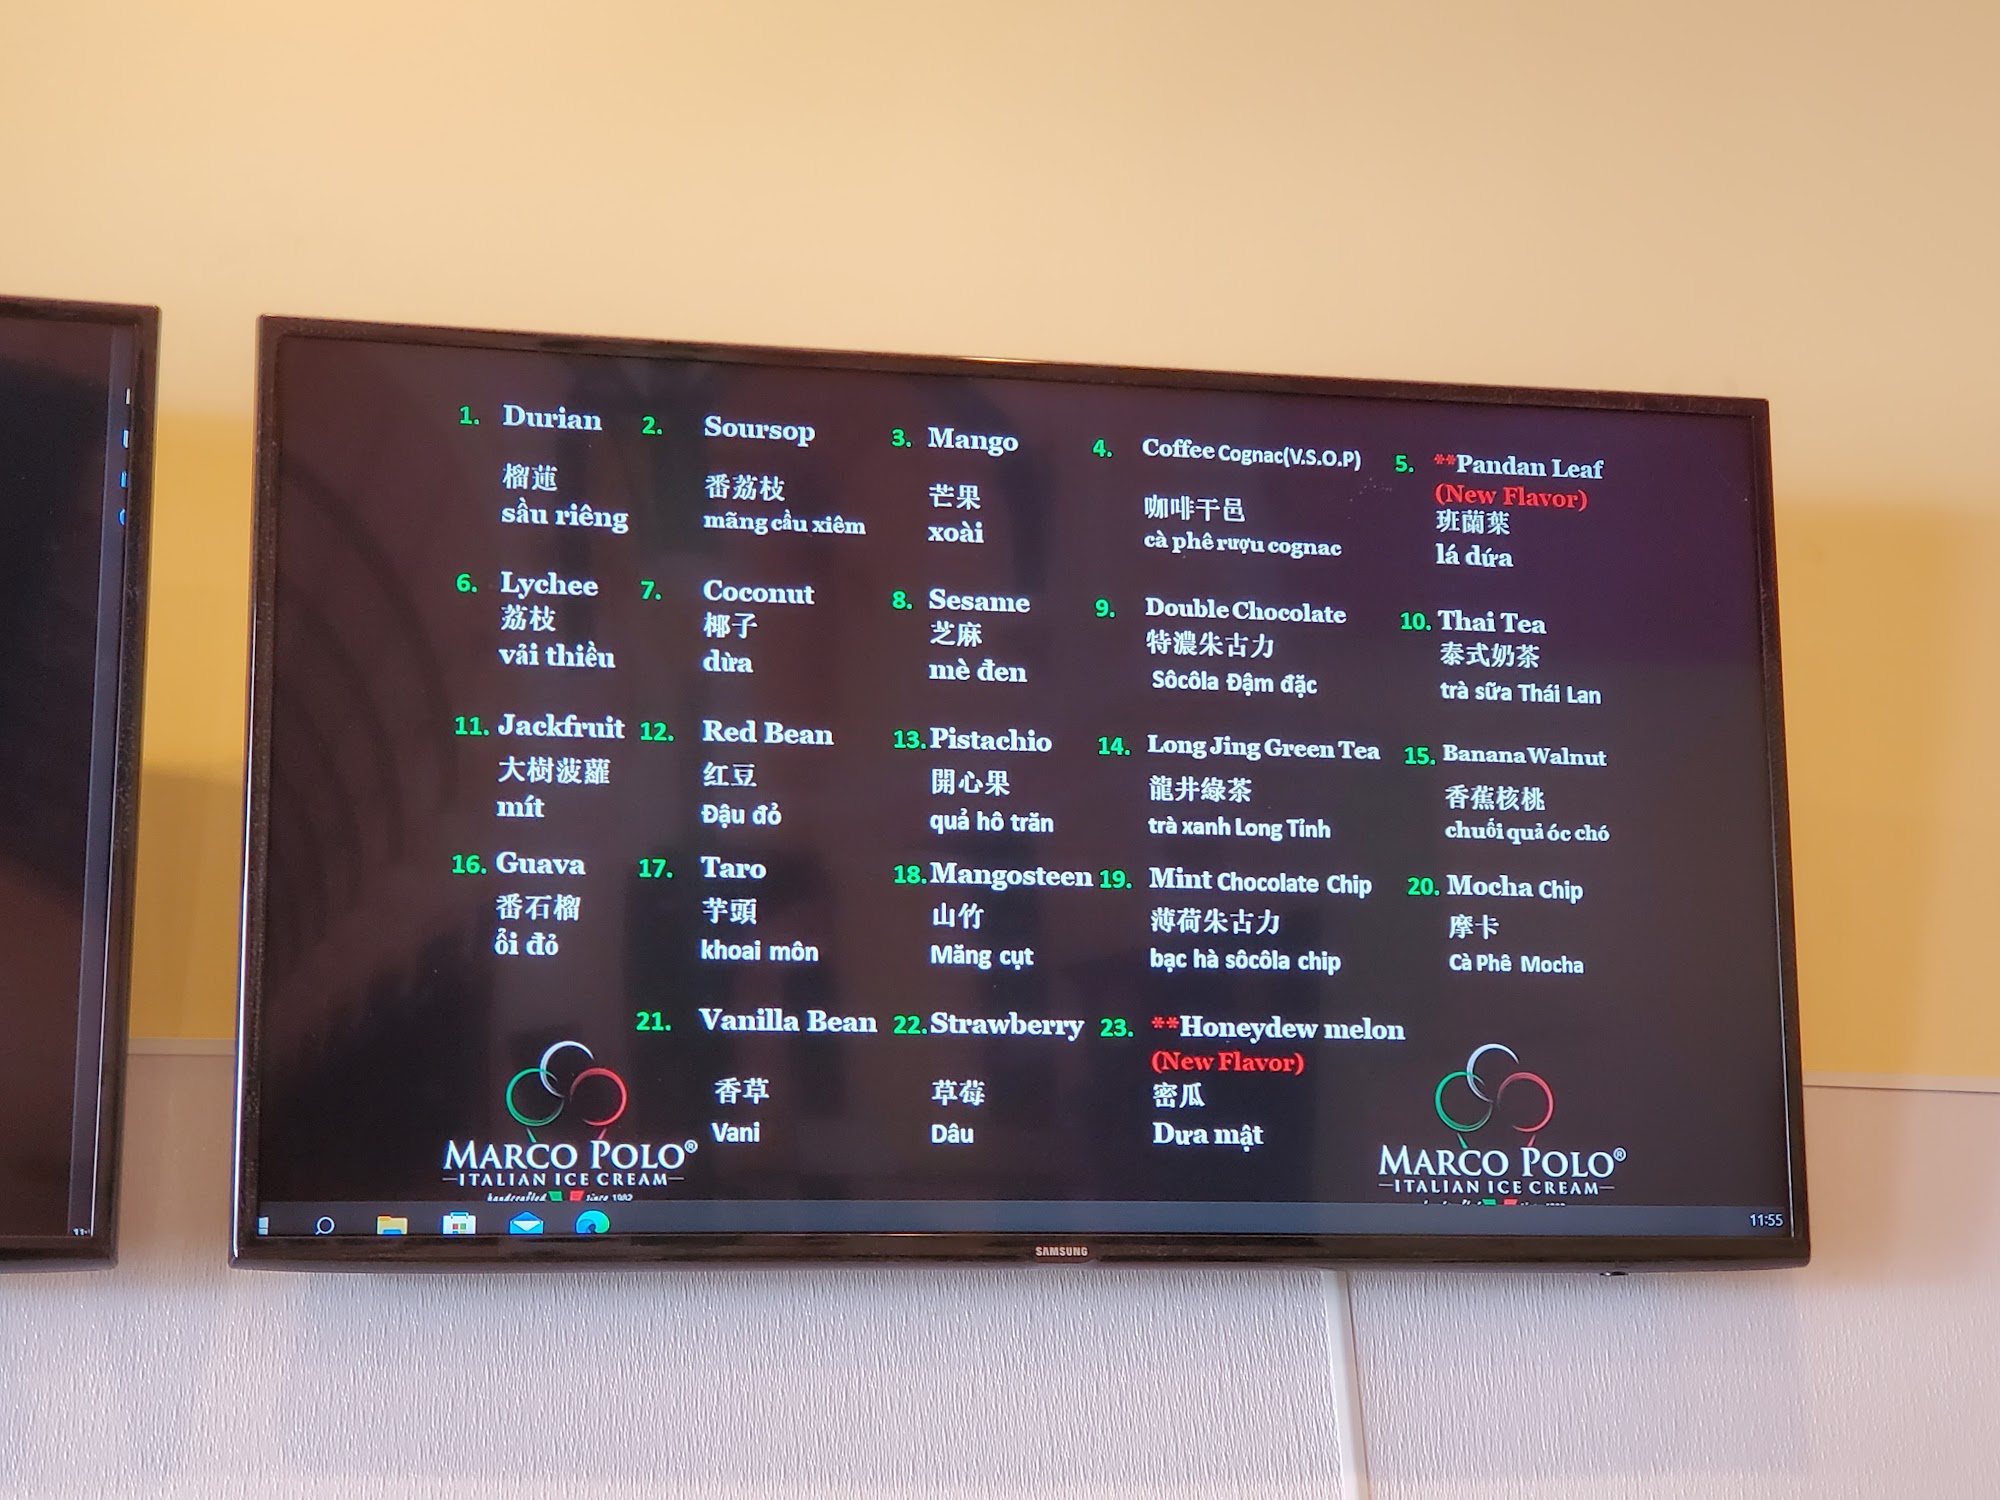 1. Durian
榴蓮
sầu riêng
2. Soursop
番荔枝
mãng cầu xiêm
3. Mango
芒果
xoài
4. Coffee Cognac(V.S.O.P)
咖啡干邑
cà phê rượu cognac
5. **Pandan Leaf
(New Flavor)
班蘭葉
lá dứa
6. Lychee
荔枝
vải thiều
7. Coconut
椰子
dừa
8. Sesame
芝麻
mè đen
9. Double Chocolate
特濃朱古力
Sôcôla Đậm đặc
10. Thai Tea
泰式奶茶
trà sữa Thái Lan
11. Jackfruit
大樹菠蘿
mít
12. Red Bean
红豆
Đậu đỏ
13. Pistachio
開心果
quả hô trăn
14. Long Jing Green Tea
龍井綠茶
trà xanh Long Tỉnh
15. Banana Walnut
香蕉核桃
chuối quả óc chó
16. Guava
番石榴
ổi đỏ
17. Taro
芋頭
khoai môn
18. Mangosteen
山竹
Măng cụt
19. Mint Chocolate Chip
薄荷朱古力
bạc hà sôcôla chip
20. Mocha Chip
摩卡
Cà Phê Mocha
21. Vanilla Bean
香草
Vani
22. Strawberry
草莓
Dâu
23. **Honeydew melon
(New Flavor)
密瓜
Dưa mật
MARCO POLO®
ITALIAN ICE CREAM
handcrafted since 1982
MARCO POLO®
ITALIAN ICE CREAM
11:55
SAMSUNG